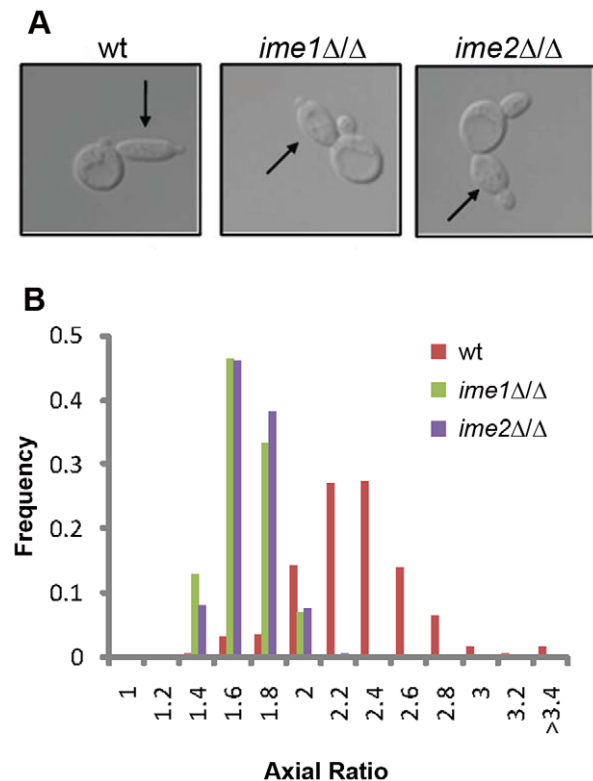 A
wt
ime1Δ/Δ
ime2Δ/Δ
B
0.5
0.4
0.3
0.2
0.1
0
Frequency
wt
ime1Δ/Δ
ime2Δ/Δ
1
1.2
1.4
1.6
1.8
2
2.2
2.4
2.6
2.8
3
3.2
>3.4
Axial Ratio